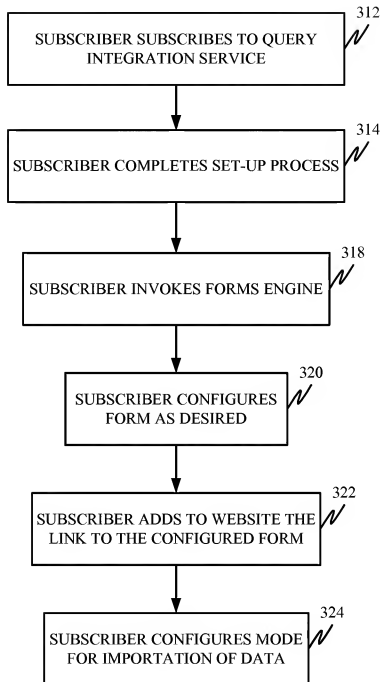 312
SUBSCRIBER SUBSCRIBES TO QUERY
INTEGRATION SERVICE
314
SUBSCRIBER COMPLETES SET-UP PROCESS
318
SUBSCRIBER INVOKES FORMS ENGINE
320
SUBSCRIBER CONFIGURES
FORM AS DESIRED
322
SUBSCRIBER ADDS TO WEBSITE THE
LINK TO THE CONFIGURED FORM
324
SUBSCRIBER CONFIGURES MODE
FOR IMPORTATION OF DATA